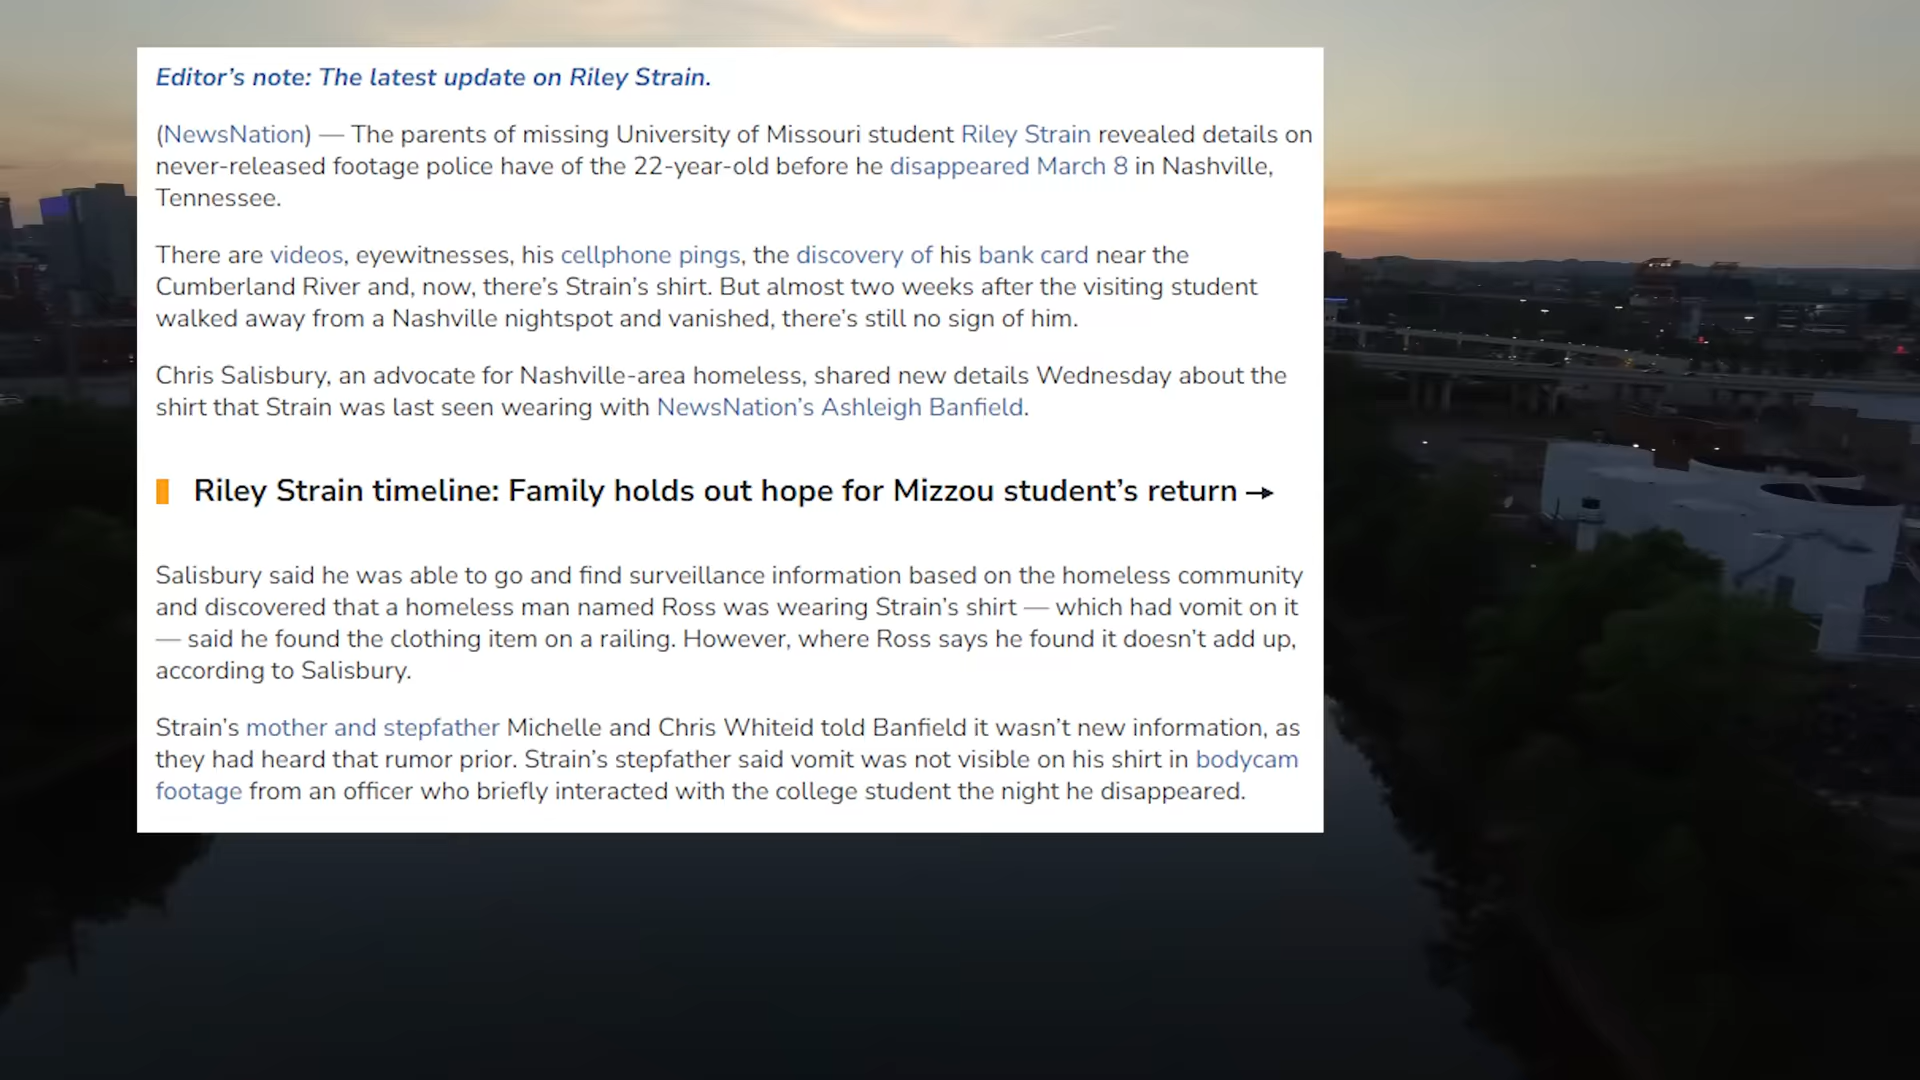 Editor’s note: The latest update on Riley Strain.
(NewsNation) — The parents of missing University of Missouri student Riley Strain revealed details on
never-released footage police have of the 22-year-old before he disappeared March 8 in Nashville,
Tennessee.
There are videos, eyewitnesses, his cellphone pings, the discovery of his bank card near the
Cumberland River and, now, there’s Strain’s shirt. But almost two weeks after the visiting student
walked away from a Nashville nightspot and vanished, there’s still no sign of him.
Chris Salisbury, an advocate for Nashville-area homeless, shared new details Wednesday about the
shirt that Strain was last seen wearing with NewsNation’s Ashleigh Banfield.
Riley Strain timeline: Family holds out hope for Mizzou student’s return →
Salisbury said he was able to go and find surveillance information based on the homeless community
and discovered that a homeless man named Ross was wearing Strain’s shirt — which had vomit on it
— said he found the clothing item on a railing. However, where Ross says he found it doesn’t add up,
according to Salisbury.
Strain’s mother and stepfather Michelle and Chris Whiteid told Banfield it wasn’t new information, as
they had heard that rumor prior. Strain’s stepfather said vomit was not visible on his shirt in bodycam
footage from an officer who briefly interacted with the college student the night he disappeared.